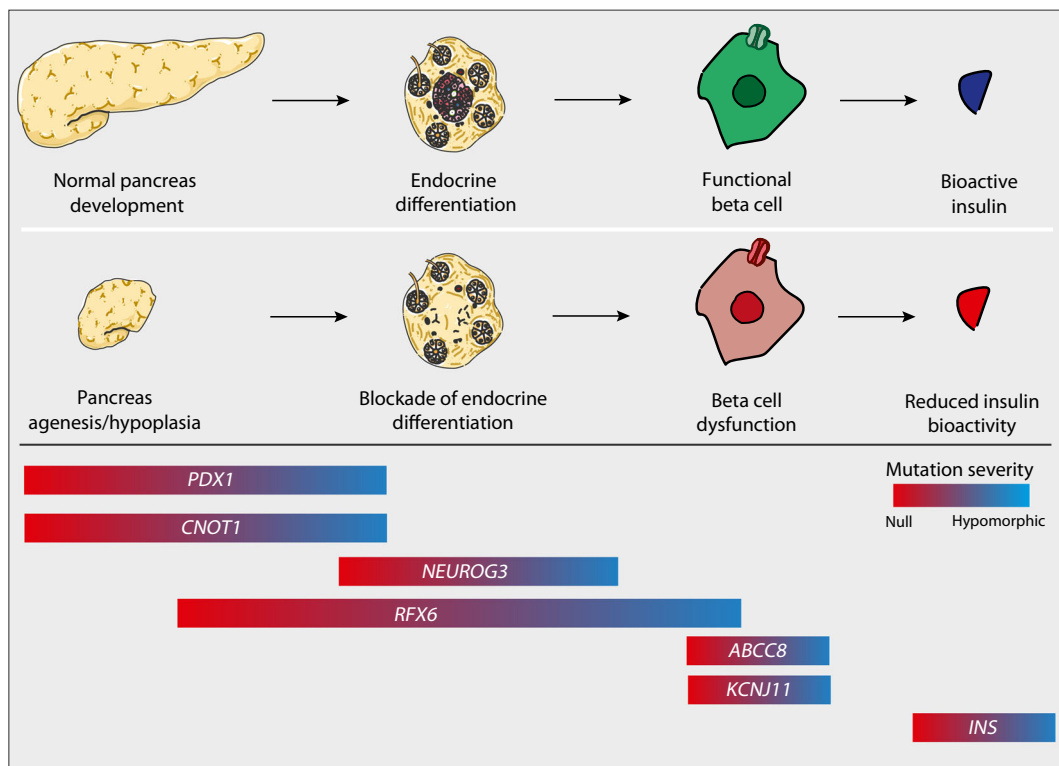 Normal pancreas
development
Endocrine
differentiation
Functional
beta cell
Bioactive
insulin
Pancreas
agenesis/hypoplasia
Blockade of endocrine
differentiation
Beta cell
dysfunction
Reduced insulin
bioactivity
Mutation severity
Null
Hypomorphic
PDX1
CNOT1
NEUROG3
RFX6
ABCC8
KCNJ11
INS